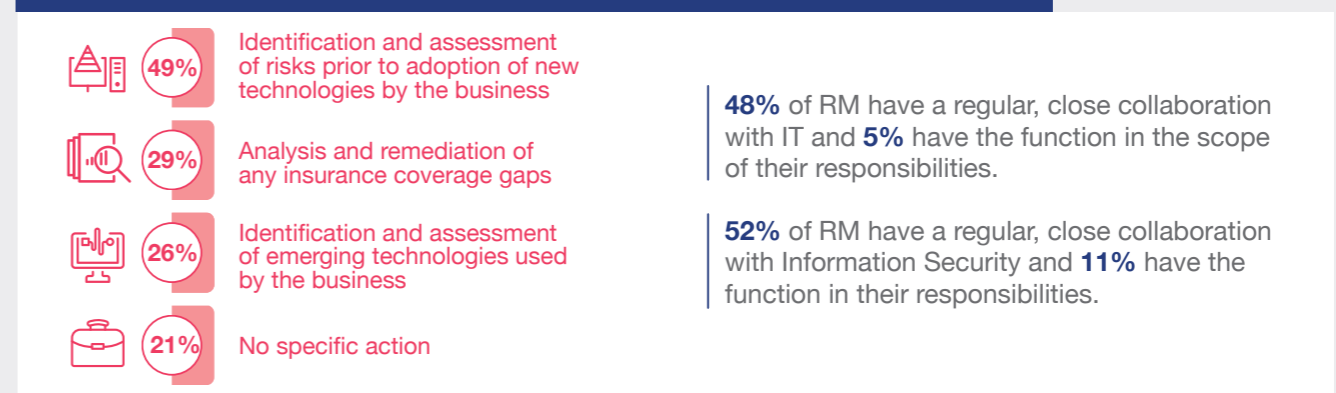 49%
Identification and assessment
of risks prior to adoption of new
technologies by the business
29%
Analysis and remediation of
any insurance coverage gaps
26%
Identification and assessment
of emerging technologies used
by the business
21%
No specific action
48% of RM have a regular, close collaboration
with IT and 5% have the function in the scope
of their responsibilities.
52% of RM have a regular, close collaboration
with Information Security and 11% have the
function in their responsibilities.